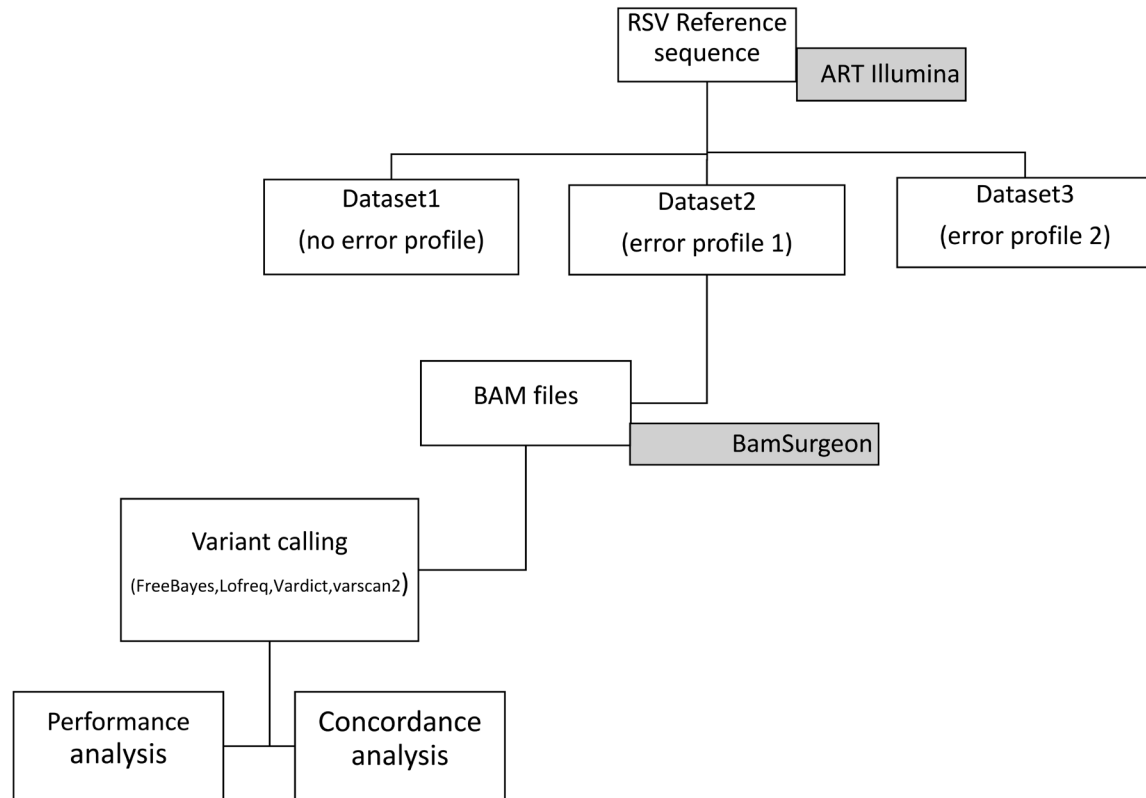 RSV Reference
sequence
ART Illumina
Dataset1
(no error profile)
Dataset2
(error profile 1)
Dataset3
(error profile 2)
BAM files
BamSurgeon
Variant calling
(FreeBayes,Lofreq,Vardict,varscan2)
Performance
analysis
Concordance
analysis